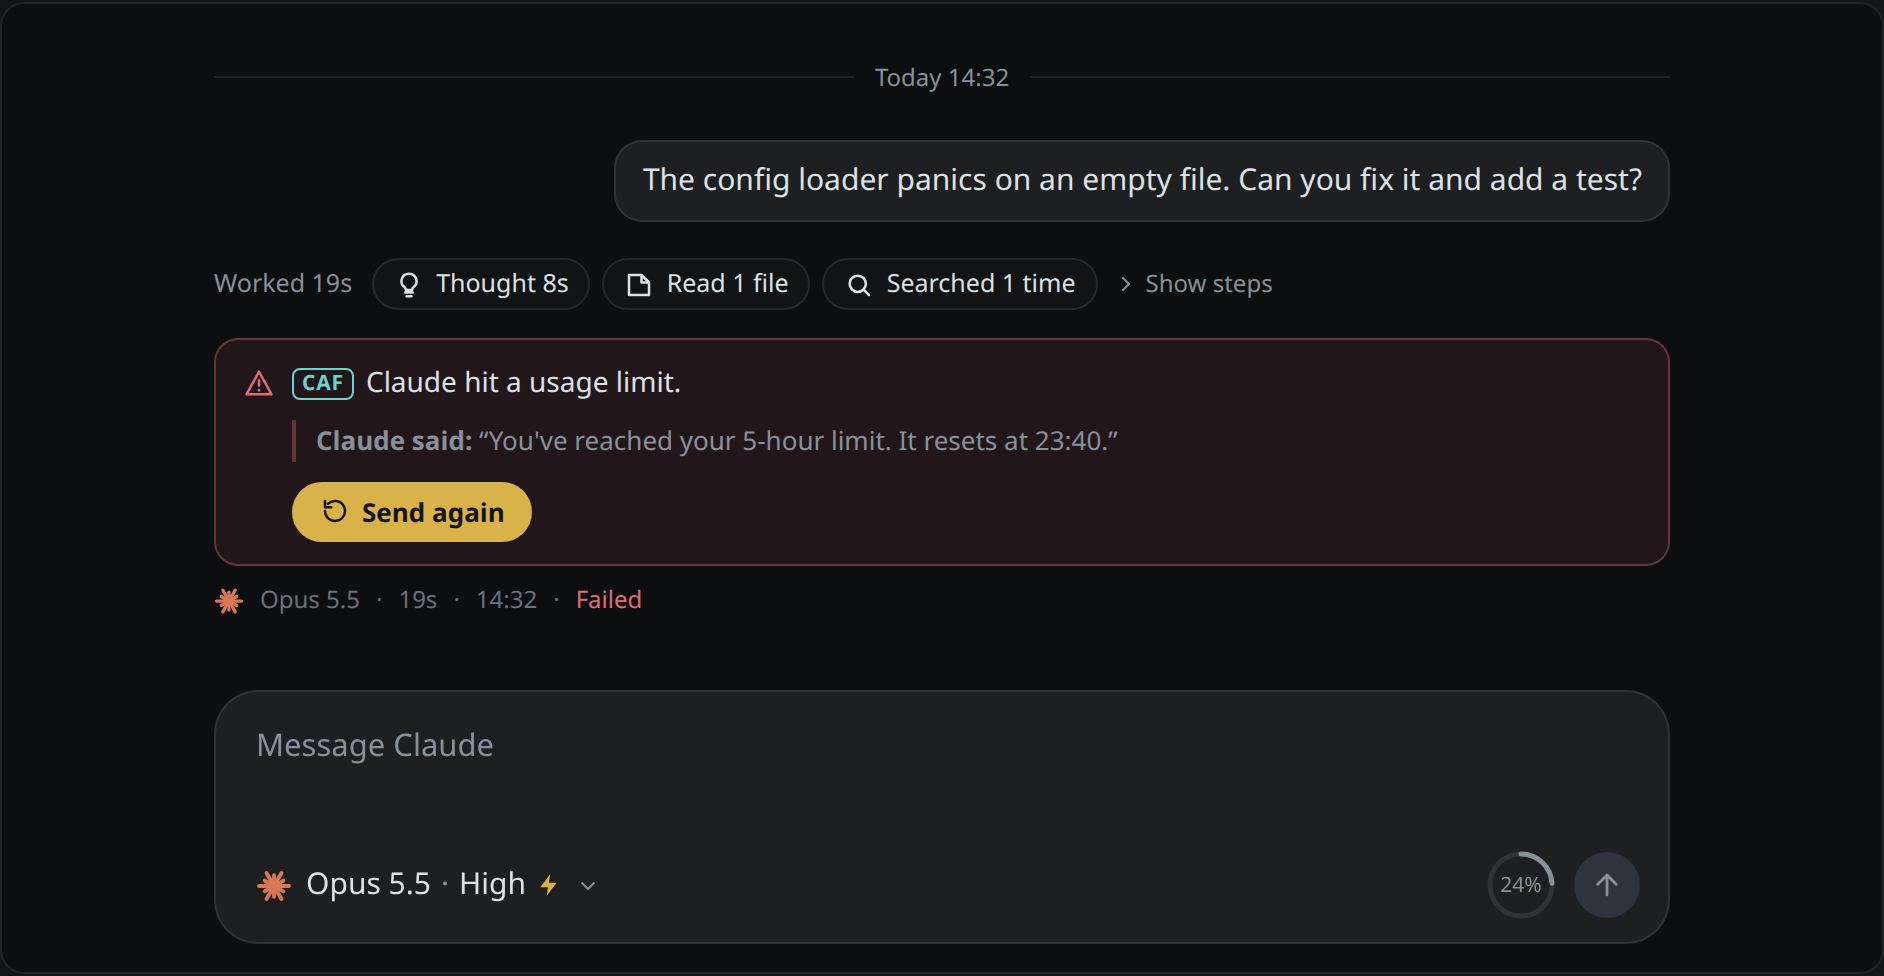 Today 14:32
The config loader panics on an empty file. Can you fix it and add a test?
Worked 19s Thought 8s Read 1 file Searched 1 time Show steps
CAF Claude hit a usage limit.
Claude said: “You've reached your 5-hour limit. It resets at 23:40.”
Send again
Opus 5.5 · 19s · 14:32 · Failed
Message Claude
Opus 5.5 · High 24%